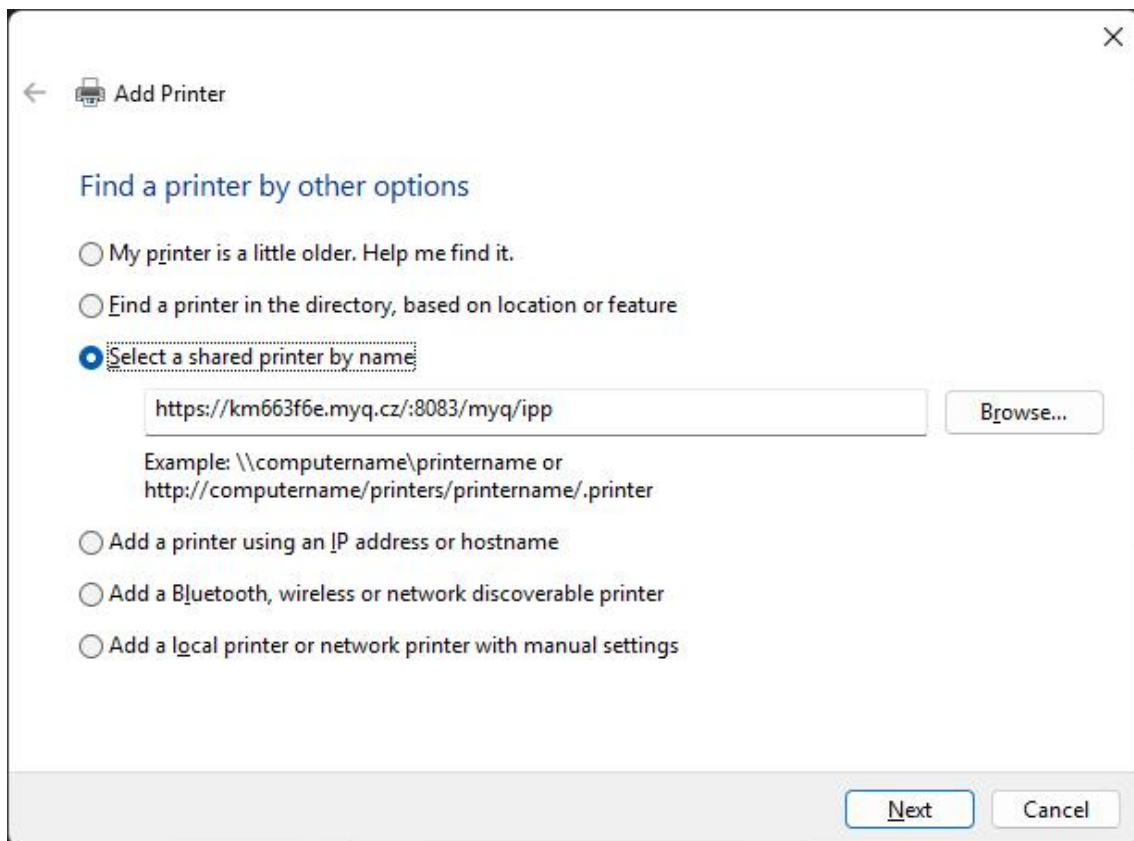 Add Printer
Find a printer by other options
My printer is a little older. Help me find it.
Find a printer in the directory, based on location or feature
Select a shared printer by name
https://km663f6e.myq.cz/:8083/myq/ipp
Browse...
Example: \\computername\printername or
http://computername/printers/printername/.printer
Add a printer using an IP address or hostname
Add a Bluetooth, wireless or network discoverable printer
Add a local printer or network printer with manual settings
Next
Cancel